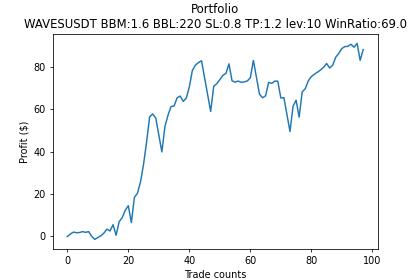 Portfolio
WAVESUSDT BBM:1.6 BBL:220 SL:0.8 TP:1.2 lev:10 WinRatio:69.0
Profit ($)
80
60
40
20
0
0 20 40 60 80 100
Trade counts